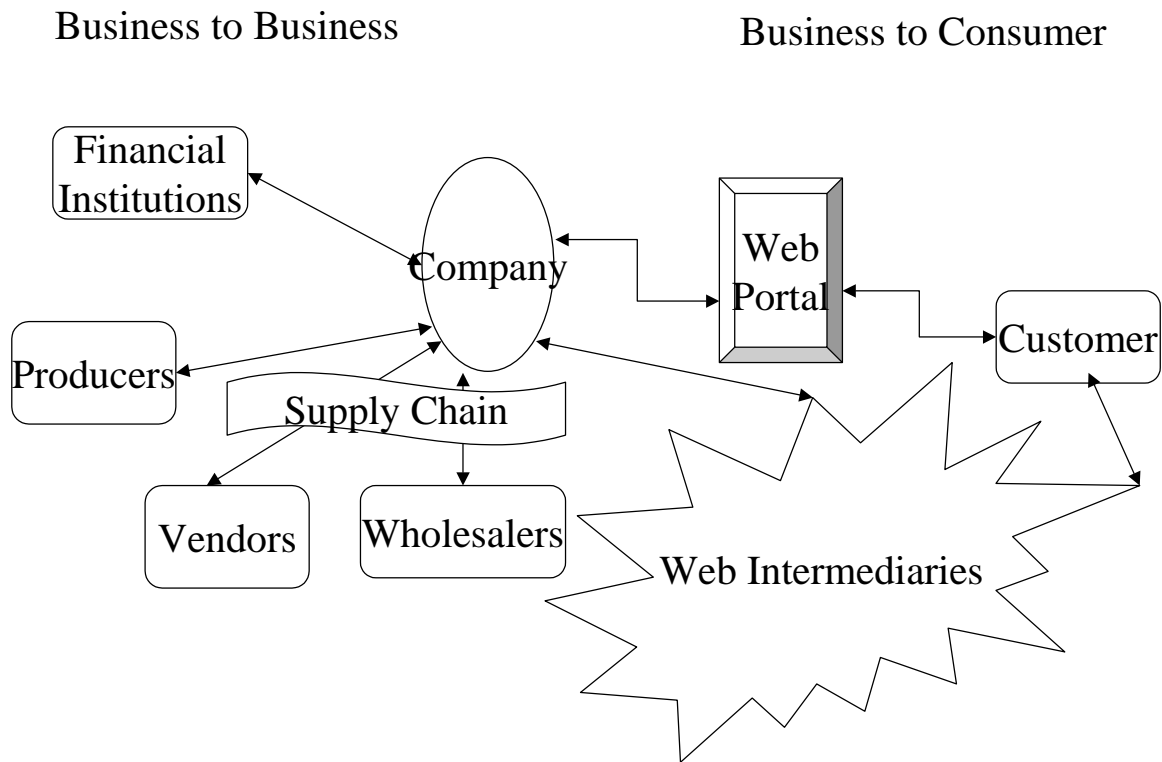 Business to Business
Business to Consumer
Financial
Institutions
Company
Web
Portal
Customer
Producers
Supply Chain
Vendors
Wholesalers
Web Intermediaries